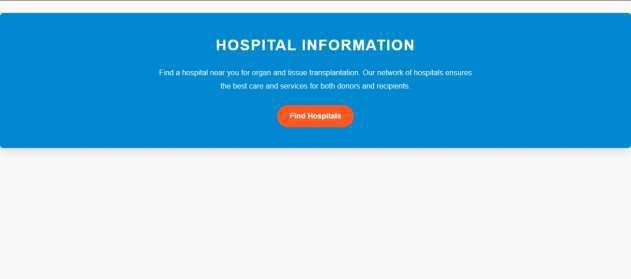 HOSPITAL INFORMATION
Find a hospital near you for organ and tissue transplantation. Our network of hospitals ensures
the best care and services for both donors and recipients.
Find Hospitals